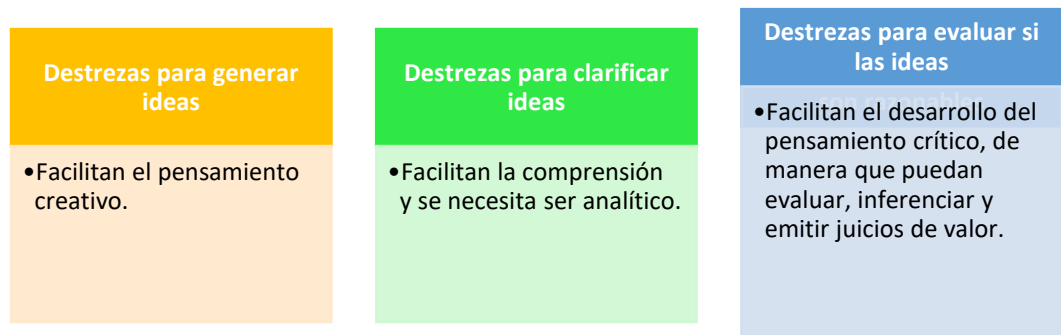 Destrezas para generar
ideas
•Facilitan el pensamiento
creativo.
Destrezas para clarificar
ideas
•Facilitan la comprensión
y se necesita ser analítico.
Destrezas para evaluar si
las ideas
son razonables
•Facilitan el desarrollo del
pensamiento crítico, de
manera que puedan
evaluar, inferenciar y
emitir juicios de valor.